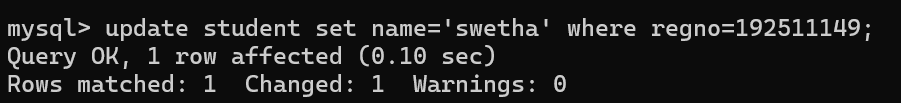 mysql> update student set name='swetha' where regno=192511149;
Query OK, 1 row affected (0.10 sec)
Rows matched: 1  Changed: 1  Warnings: 0